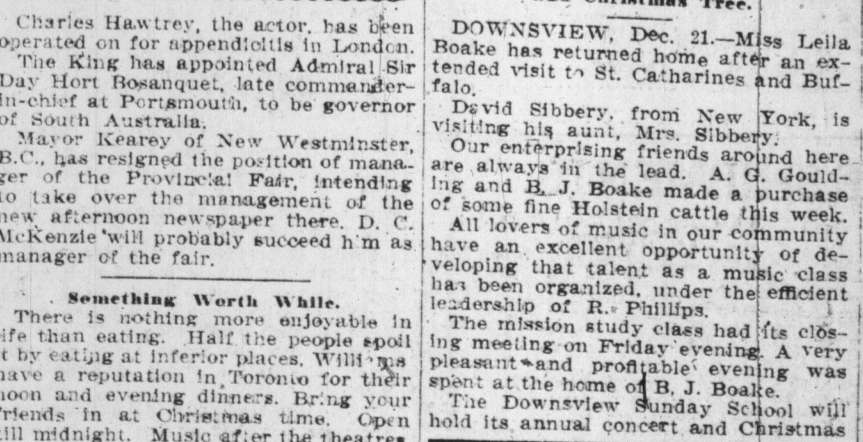 Charles Hawtrey, the actor, has been
operated on for appendicitis in London.
The King has appointed Admiral Sir
Day Hort Bosanquet, late commander-
in-chief at Portsmouth, to be governor
of South Australia.
Mayor Kearey of New Westminster,
B.C., has resigned the position of mana-
ger of the Provincial Fair, intending
to take over the management of the
new afternoon newspaper there. D. C.
McKenzie will probably succeed him as
manager of the fair.
Something Worth While.
There is nothing more enjoyable in
life than eating. Half the people spoil
it by eating at inferior places. Williams
have a reputation in Toronto for their
noon and evening dinners. Bring your
friends in at Christmas time. Open
till midnight. Music after the theatres
Christmas Tree.
DOWNSVIEW, Dec. 21.—Miss Leila
Boake has returned home after an ex-
tended visit to St. Catharines and Buf-
falo.
David Sibbery, from New York, is
visiting his aunt, Mrs. Sibbery.
Our enterprising friends around here
are always in the lead. A. G. Gould-
ing and B. J. Boake made a purchase
of some fine Holstein cattle this week.
All lovers of music in our community
have an excellent opportunity of de-
veloping that talent as a music class
has been organized, under the efficient
leadership of R. Phillips.
The mission study class had its clos-
ing meeting on Friday evening. A very
pleasant and profitable evening was
spent at the home of B. J. Boake.
The Downsview Sunday School will
hold its annual concert and Christmas